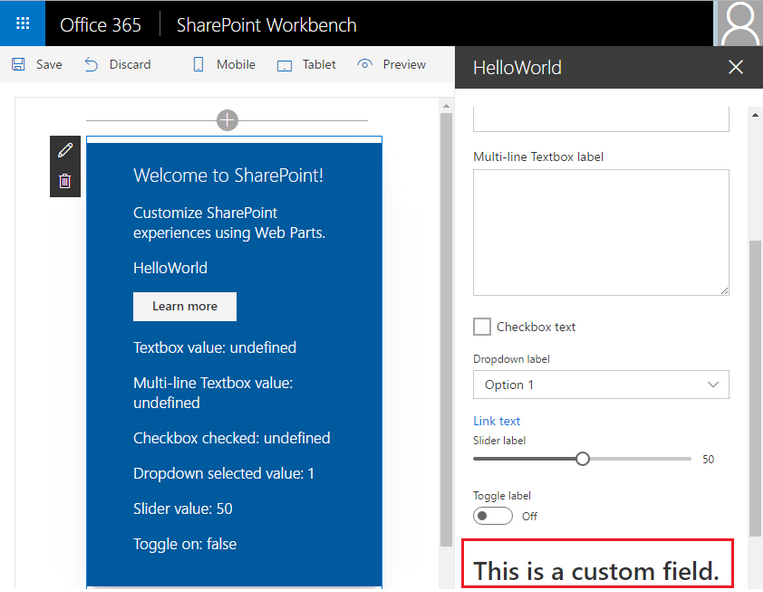 Office 365
SharePoint Workbench
Save
Discard
Mobile
Tablet
Preview
HelloWorld
Welcome to SharePoint!
Customize SharePoint
experiences using Web Parts.
HelloWorld
Learn more
Textbox value: undefined
Multi-line Textbox value:
undefined
Checkbox checked: undefined
Dropdown selected value: 1
Slider value: 50
Toggle on: false
Multi-line Textbox label
Checkbox text
Dropdown label
Option 1
Link text
Slider label
50
Toggle label
Off
This is a custom field.